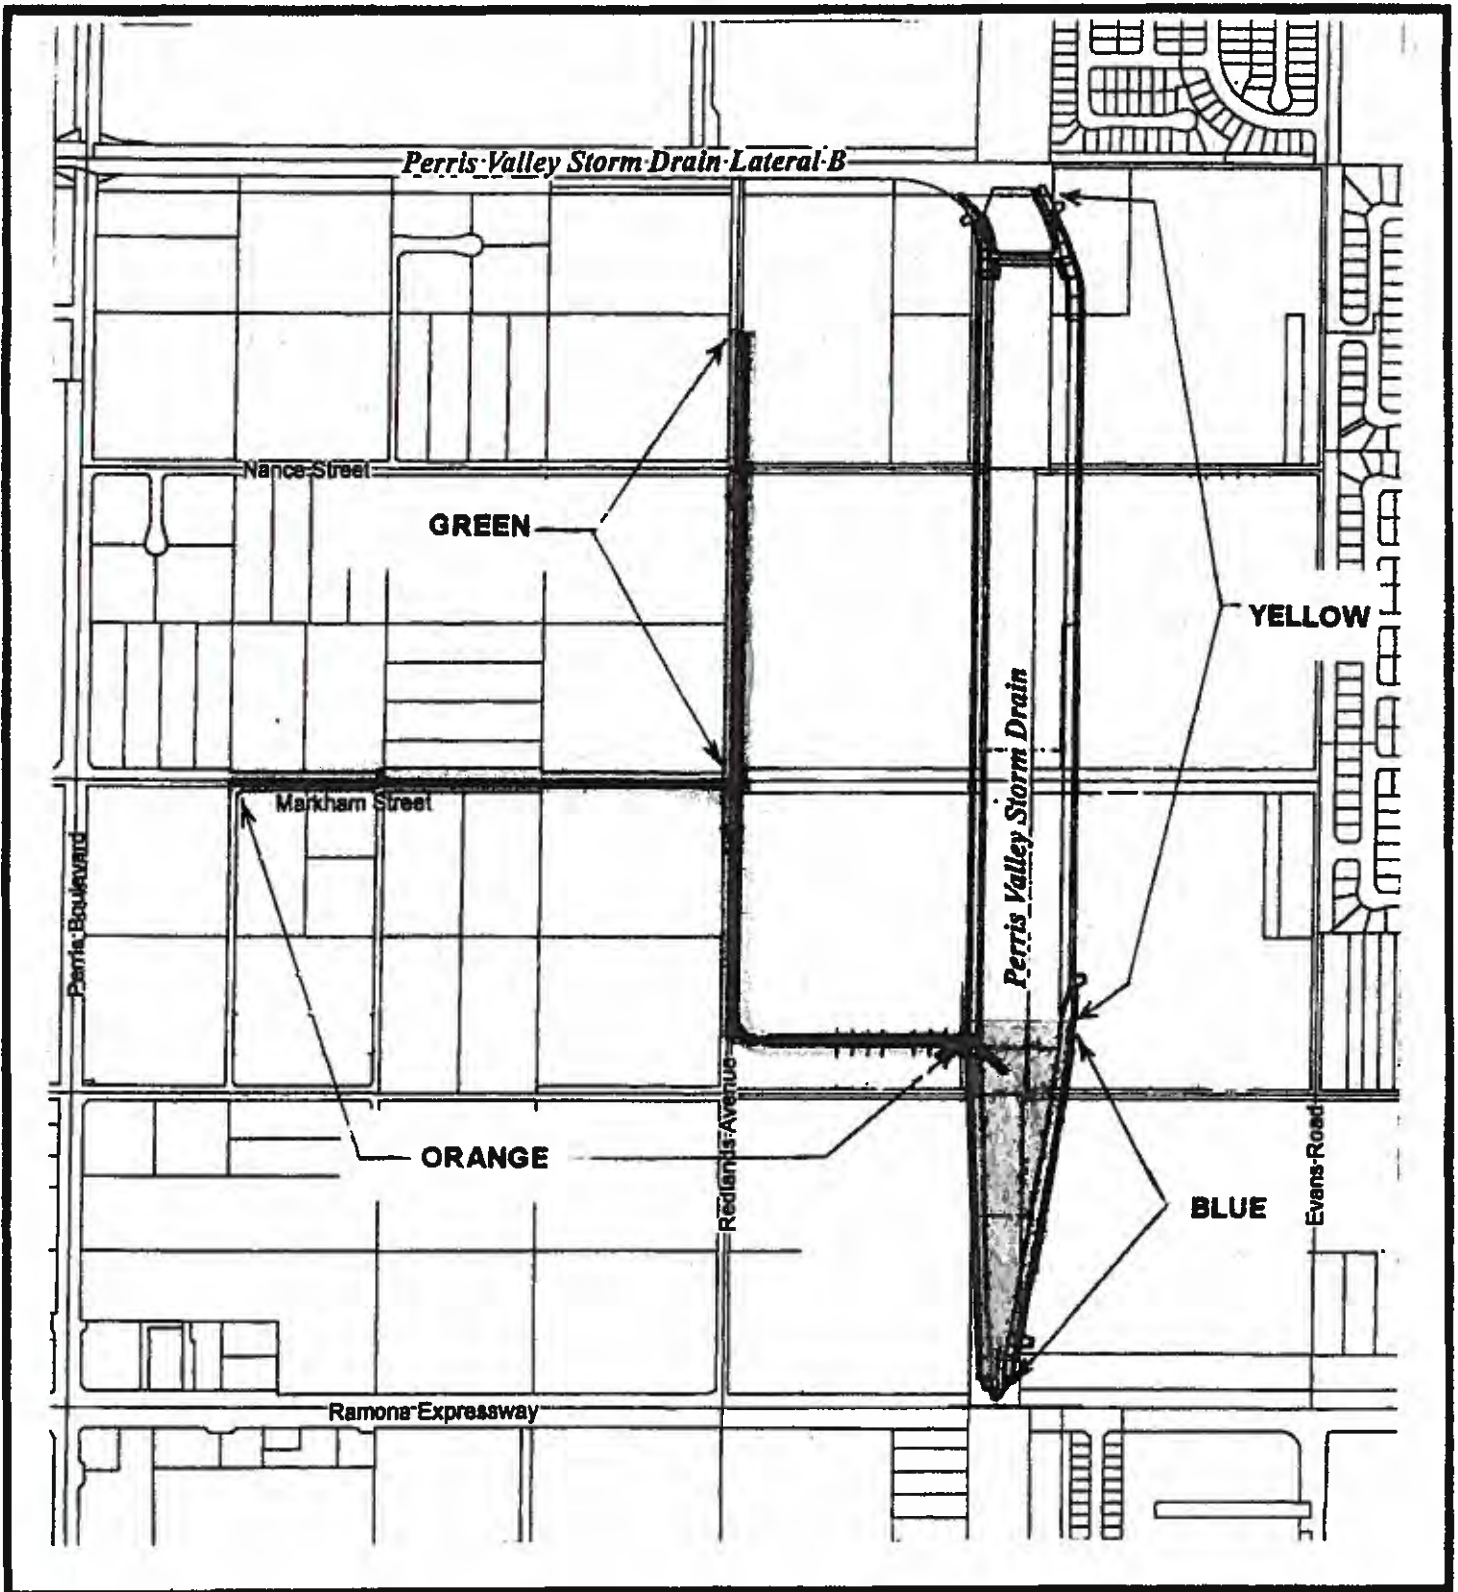 Perris Valley Storm Drain Lateral B
Nance Street
GREEN
YELLOW
Perris Valley Storm Drain
Markham Street
Perris Boulevard
Redlands Avenue
ORANGE
BLUE
Evans Road
Ramona Expressway